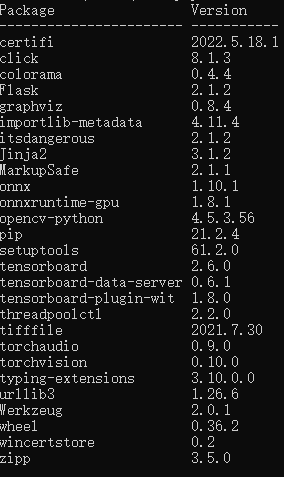 Package Version
------------------------ -----------
certifi 2022.5.18.1
click 8.1.3
colorama 0.4.4
Flask 2.1.2
graphviz 0.8.4
importlib-metadata 4.11.4
itsdangerous 2.1.2
Jinja2 3.1.2
MarkupSafe 2.1.1
onnx 1.10.1
onnxruntime-gpu 1.8.1
opencv-python 4.5.3.56
pip 21.2.4
setuptools 61.2.0
tensorboard 2.6.0
tensorboard-data-server 0.6.1
tensorboard-plugin-wit 1.8.0
threadpoolctl 2.2.0
tifffile 2021.7.30
torchaudio 0.9.0
torchvision 0.10.0
typing-extensions 3.10.0.0
urllib3 1.26.6
Werkzeug 2.0.1
wheel 0.36.2
wincertstore 0.2
zipp 3.5.0